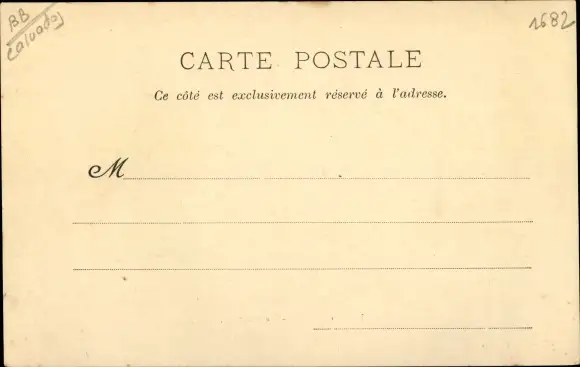 BB
Calvados
1682
CARTE POSTALE
Ce côté est exclusivement réservé à l'adresse.
M